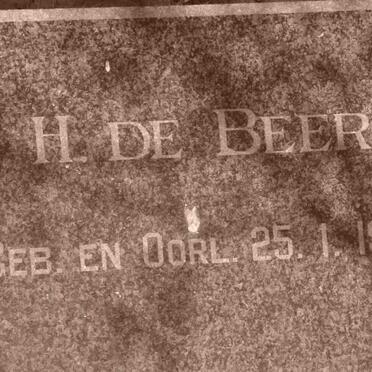 H. DE BEER
GEB. EN OORL. 25. 1.